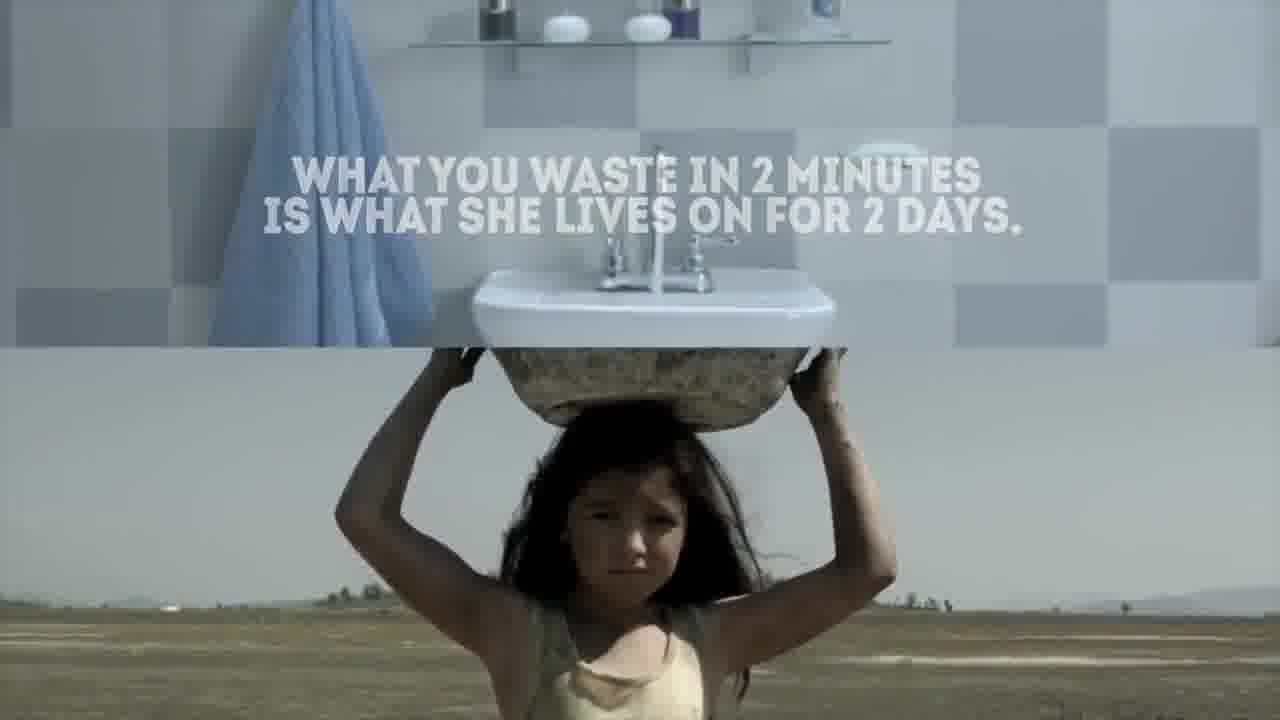 WHAT YOU WASTE IN 2 MINUTES
IS WHAT SHE LIVES ON FOR 2 DAYS.